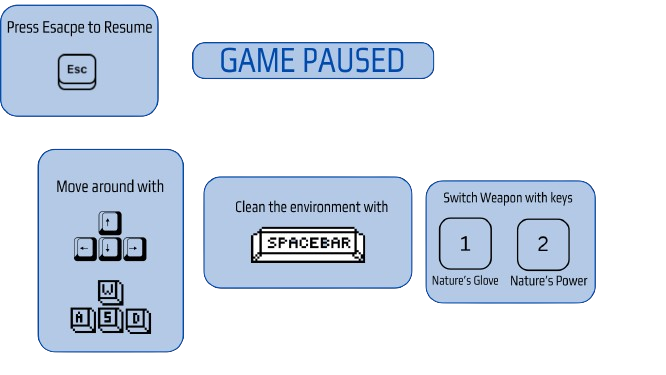 Press Esacpe to Resume
Esc
GAME PAUSED
Move around with
↑
← ↓ →
W
A S D
Clean the environment with
SPACEBAR
Switch Weapon with keys
1 2
Nature's Glove Nature's Power